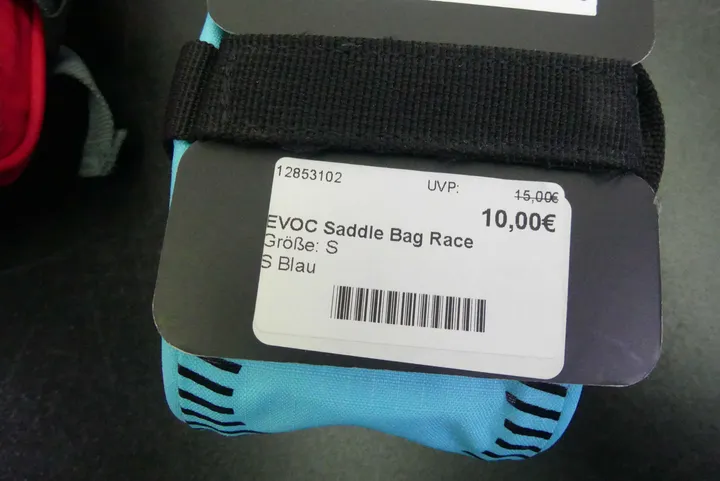 12853102 UVP: 15,00€
10,00€
EVOC Saddle Bag Race
Größe: S
S Blau